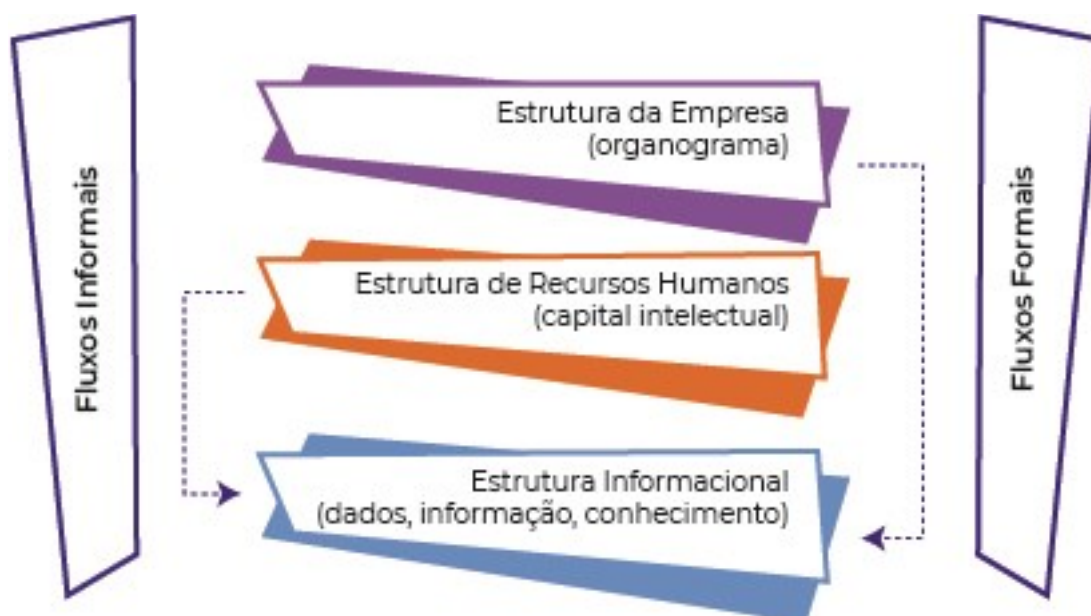 Fluxos Informais
Estrutura da Empresa
(organograma)
Estrutura de Recursos Humanos
(capital intelectual)
Estrutura Informacional
(dados, informação, conhecimento)
Fluxos Formais